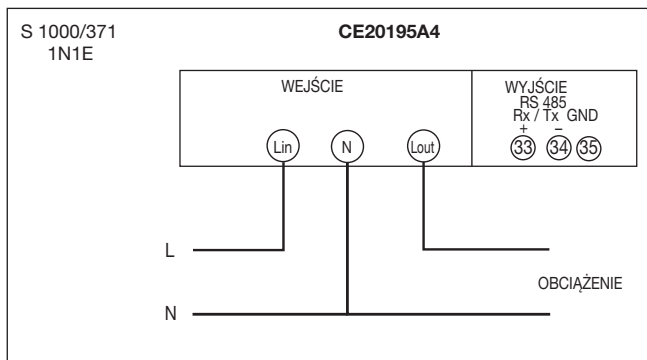 S 1000/371
1N1E
CE20195A4
WEJŚCIE
WYJŚCIE
RS 485
Rx / Tx GND
+ –
Lin N Lout 33 34 35
L
OBCIĄŻENIE
N